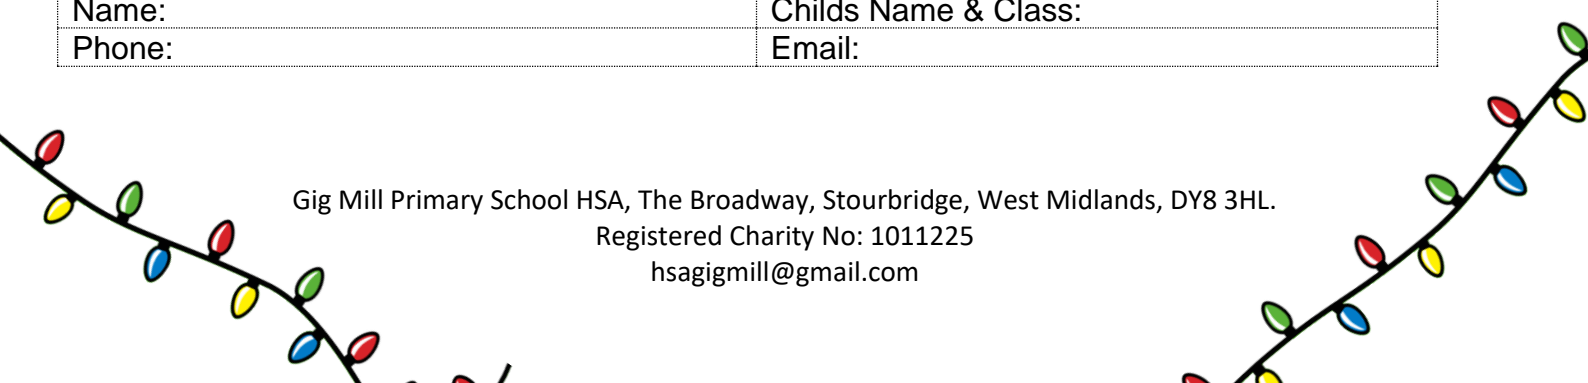 Name: Childs Name & Class:
Phone: Email:
Gig Mill Primary School HSA, The Broadway, Stourbridge, West Midlands, DY8 3HL.
Registered Charity No: 1011225
hsagigmill@gmail.com